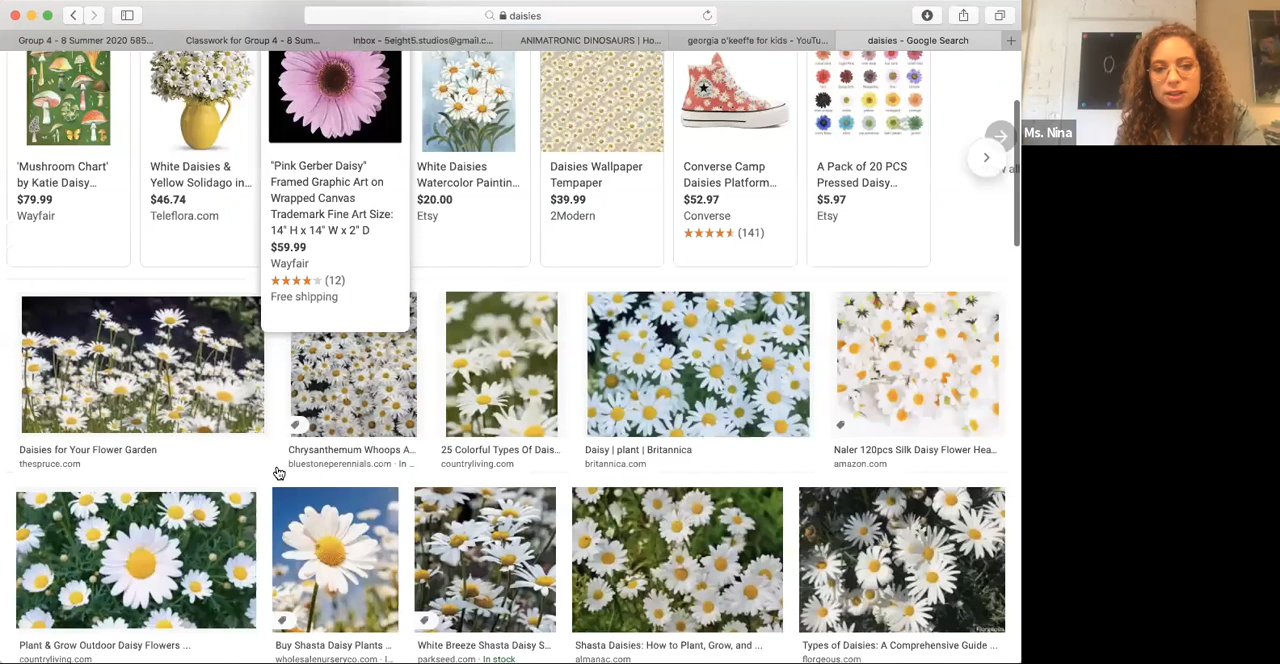 daisies
Group 4 - 8 Summer 2020 585...
Classwork for Group 4 - 8 Sum...
Inbox - 5eight5.studios@gmail.c...
ANIMATRONIC DINOSAURS | Ho...
georgia o'keeffe for kids - YouTu...
daisies - Google Search
Ms. Nina
'Mushroom Chart'
by Katie Daisy...
$79.99
Wayfair
White Daisies &
Yellow Solidago in...
$46.74
Teleflora.com
"Pink Gerber Daisy"
Framed Graphic Art on
Wrapped Canvas
Trademark Fine Art Size:
14" H x 14" W x 2" D
$59.99
Wayfair
(12)
Free shipping
White Daisies
Watercolor Paintin...
$20.00
Etsy
Daisies Wallpaper
Tempaper
$39.99
2Modern
Converse Camp
Daisies Platform...
$52.97
Converse
(141)
A Pack of 20 PCS
Pressed Daisy...
$5.97
Etsy
all
Daisies for Your Flower Garden
thespruce.com
Chrysanthemum Whoops A...
bluestoneperennials.com · In ...
25 Colorful Types Of Dais...
countryliving.com
Daisy | plant | Britannica
britannica.com
Naler 120pcs Silk Daisy Flower Hea...
amazon.com
Plant & Grow Outdoor Daisy Flowers ...
countryliving.com
Buy Shasta Daisy Plants ...
wholesalenurseryco.com · I...
White Breeze Shasta Daisy S...
parkseed.com · In stock
Shasta Daisies: How to Plant, Grow, and ...
almanac.com
Types of Daisies: A Comprehensive Guide ...
florgeous.com